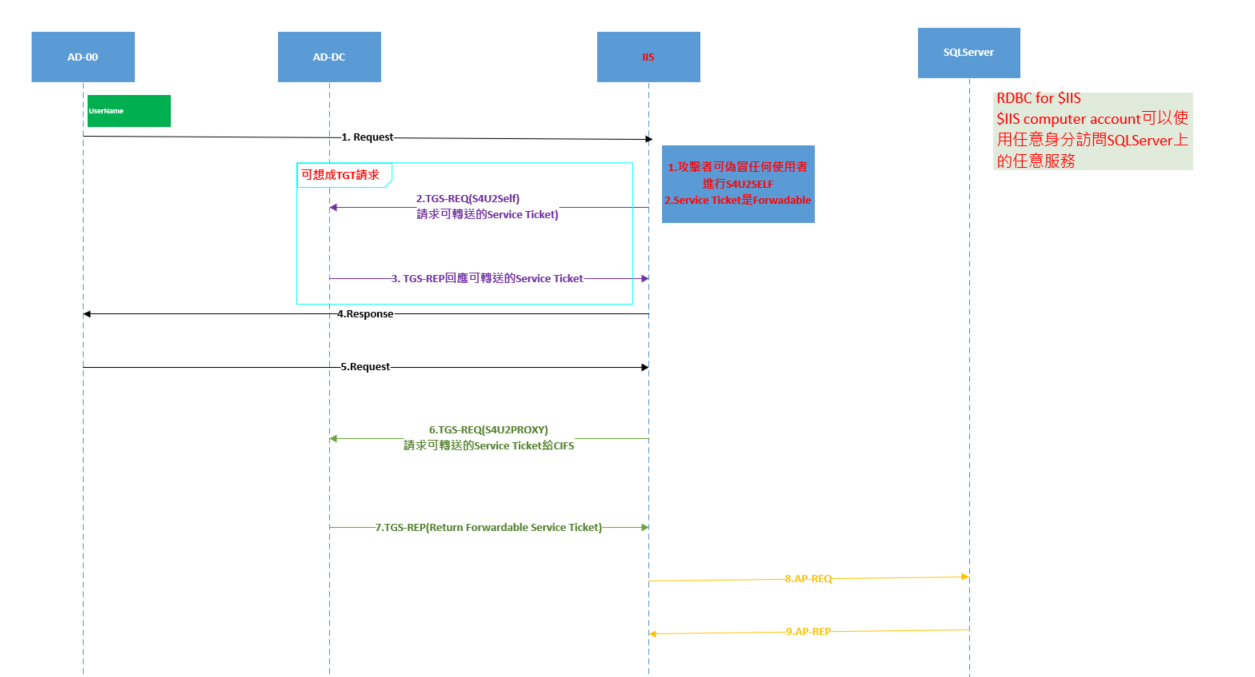 AD-00
AD-DC
IIS
SQLServer
UserName
RDBC for $IIS
$IIS computer account可以使
用任意身分訪問SQLServer上
的任意服務
1. Request
1.攻擊者可偽冒任何使用者
進行S4U2SELF
2.Service Ticket是Forwadable
可想成TGT請求
2.TGS-REQ(S4U2Self)
請求可轉送的Service Ticket)
3. TGS-REP回應可轉送的Service Ticket
4.Response
5.Request
6.TGS-REQ(S4U2PROXY)
請求可轉送的Service Ticket給CIFS
7.TGS-REP(Return Forwardable Service Ticket)
8.AP-REQ
9.AP-REP